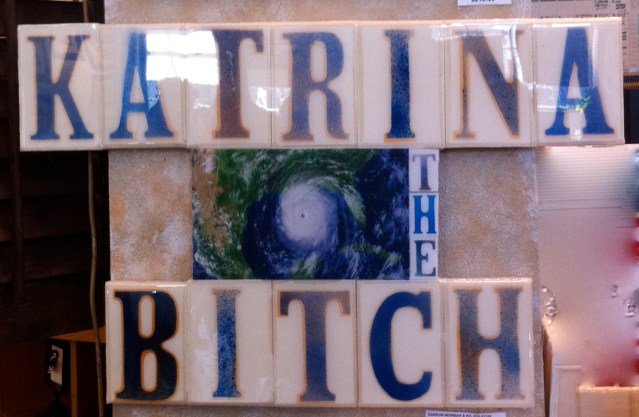 KATRINA
THE
BITCH